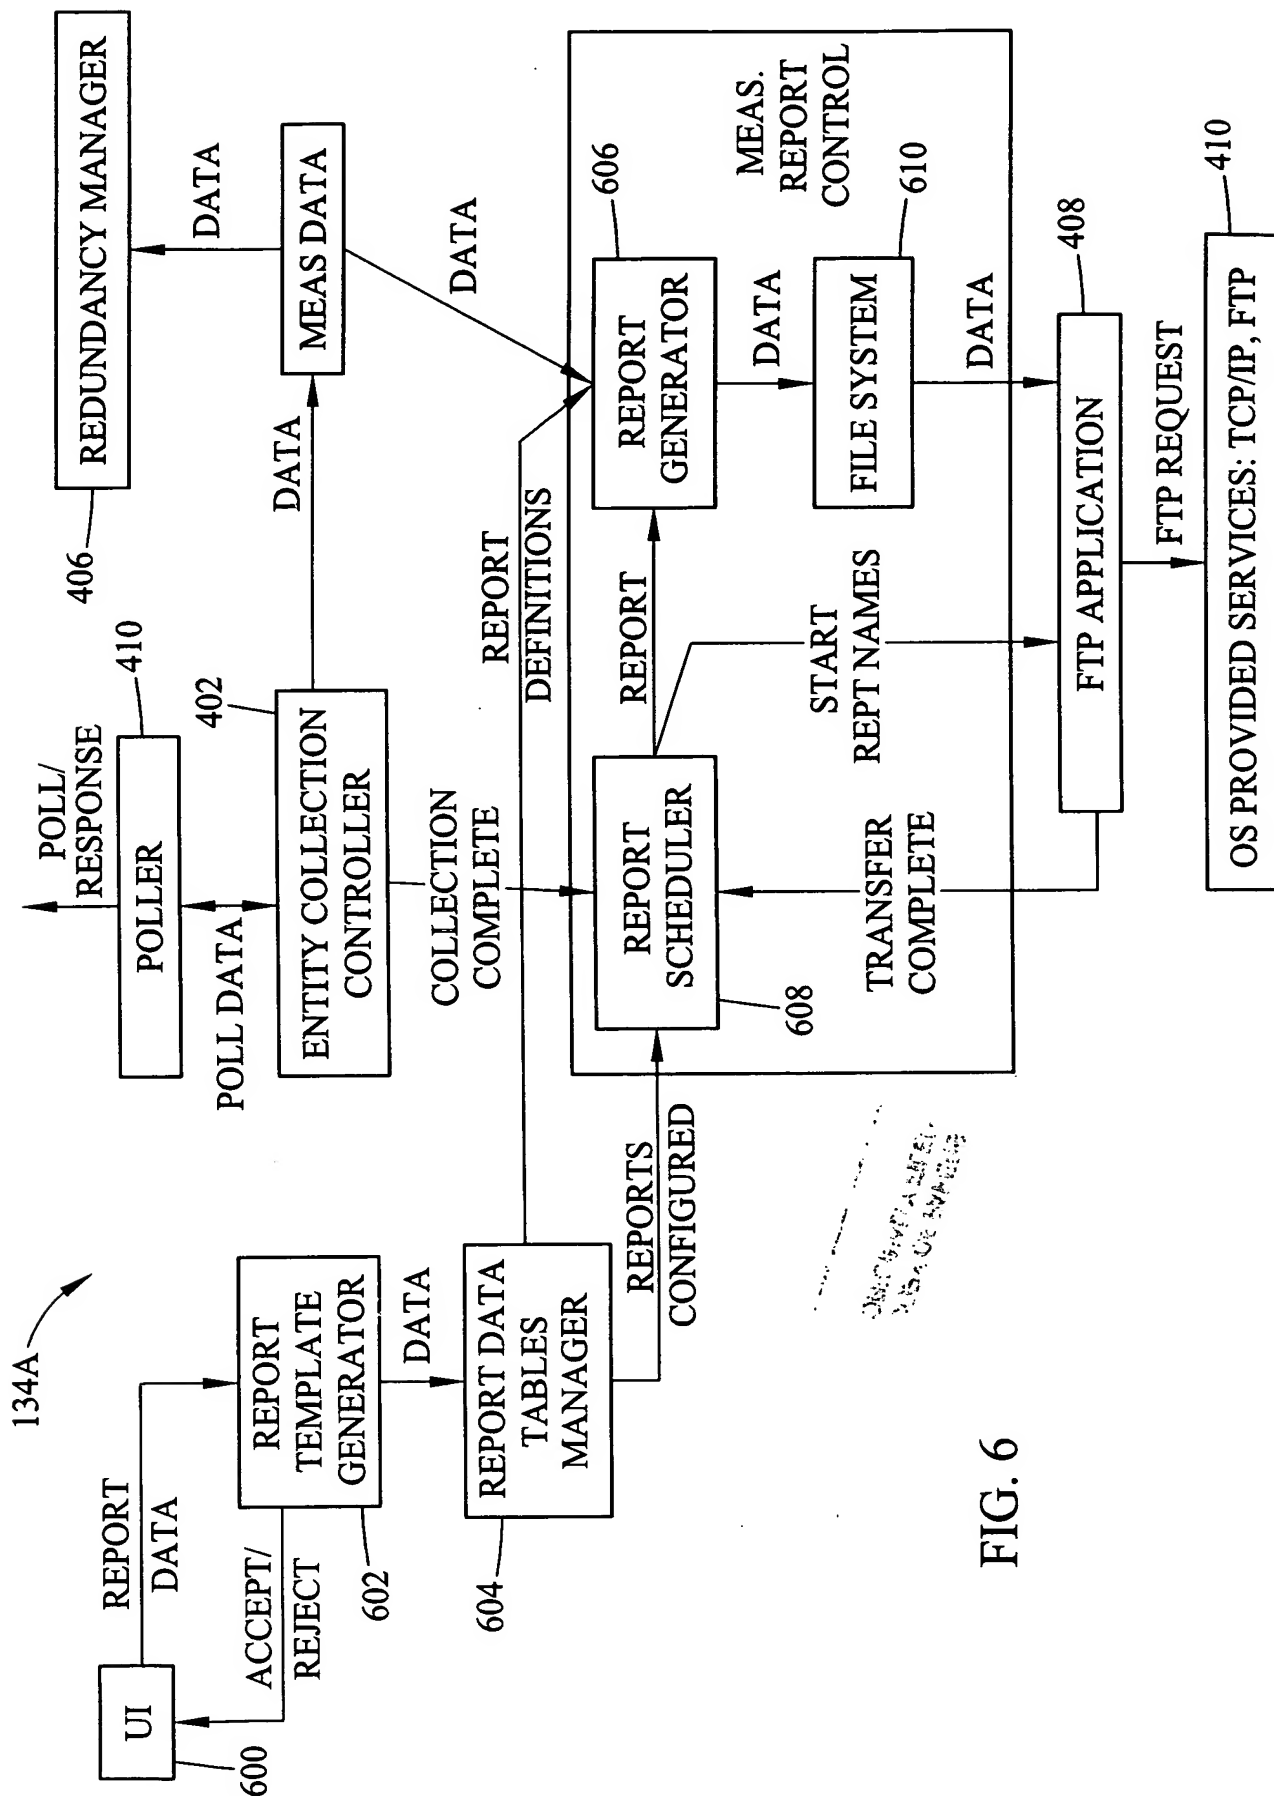 134A
UI
600
REPORT
DATA
ACCEPT/
REJECT
REPORT
TEMPLATE
GENERATOR
602
DATA
REPORT DATA
TABLES
MANAGER
604
REPORTS
CONFIGURED
REPORT
DEFINITIONS
POLL/
RESPONSE
POLLER
410
POLL DATA
ENTITY COLLECTION
CONTROLLER
402
COLLECTION
COMPLETE
DATA
MEAS DATA
DATA
REDUNDANCY MANAGER
406
DATA
MEAS.
REPORT
CONTROL
REPORT
SCHEDULER
608
REPORT
REPORT
GENERATOR
606
DATA
FILE SYSTEM
610
DATA
START
REPT NAMES
TRANSFER
COMPLETE
FTP APPLICATION
408
FTP REQUEST
OS PROVIDED SERVICES: TCP/IP, FTP
410
FIG. 6